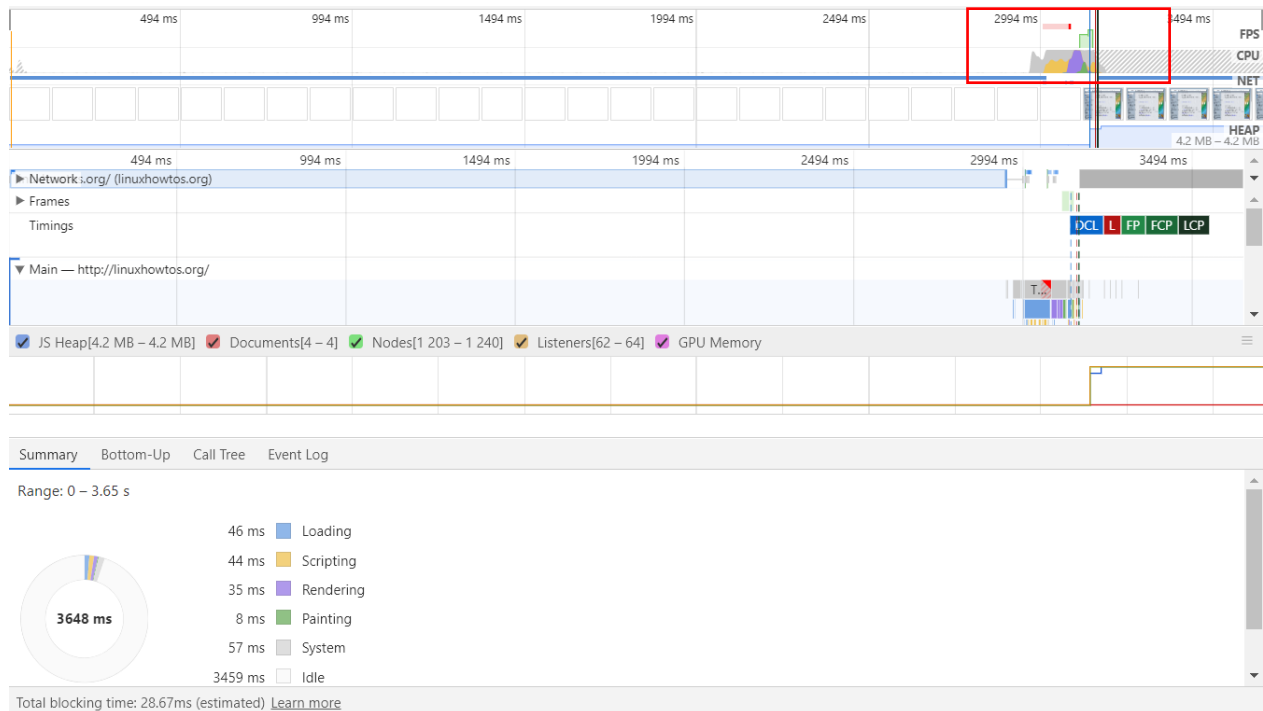 494 ms 994 ms 1494 ms 1994 ms 2494 ms 2994 ms 3494 ms
FPS
CPU
NET
HEAP
4.2 MB – 4.2 MB
494 ms 994 ms 1494 ms 1994 ms 2494 ms 2994 ms 3494 ms
Network :.org/ (linuxhowtos.org)
Frames
Timings DCL L FP FCP LCP
Main — http://linuxhowtos.org/
T...
JS Heap[4.2 MB – 4.2 MB] Documents[4 – 4] Nodes[1 203 – 1 240] Listeners[62 – 64] GPU Memory
Summary Bottom-Up Call Tree Event Log
Range: 0 – 3.65 s
46 ms Loading
44 ms Scripting
35 ms Rendering
3648 ms
8 ms Painting
57 ms System
3459 ms Idle
Total blocking time: 28.67ms (estimated) Learn more